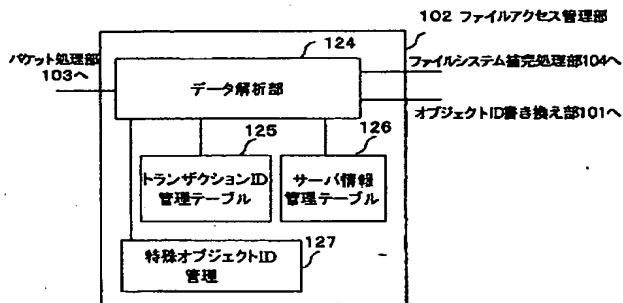 102 ファイルアクセス管理部
124
パケット処理部
103へ
データ解析部
ファイルシステム補完処理部104へ
オブジェクトID書き換え部101へ
125
126
トランザクションID
管理テーブル
サーバ情報
管理テーブル
127
特殊オブジェクトID
管理